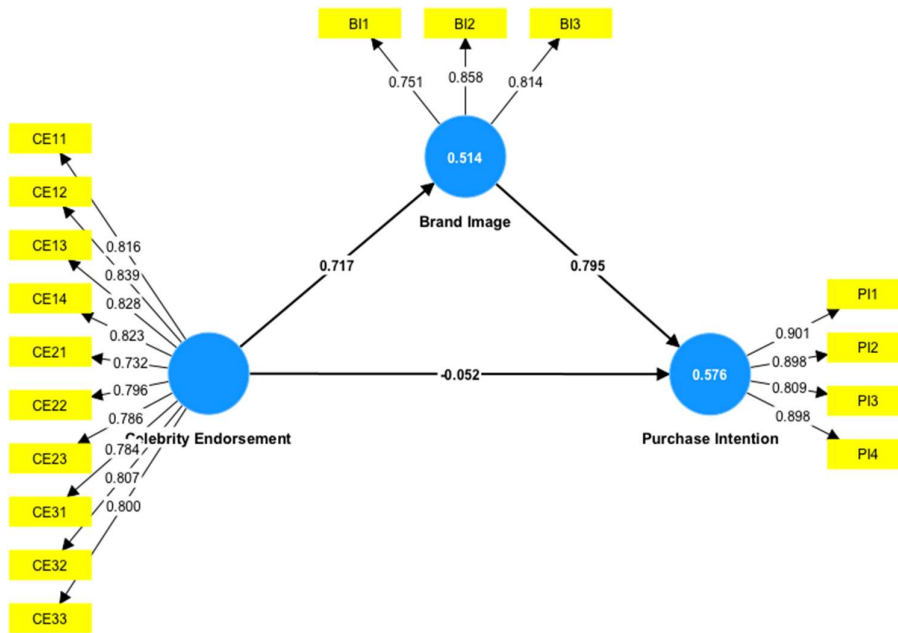 BI1 BI2 BI3
0.751 0.858 0.814
0.514
Brand Image
CE11
CE12
CE13
CE14
CE21
CE22
CE23
CE31
CE32
CE33
0.816
0.839
0.828
0.823
0.732
0.796
0.786
0.784
0.807
0.800
Celebrity Endorsement
0.717
0.795
-0.052
0.576
Purchase Intention
0.901
0.898
0.809
0.898
PI1
PI2
PI3
PI4